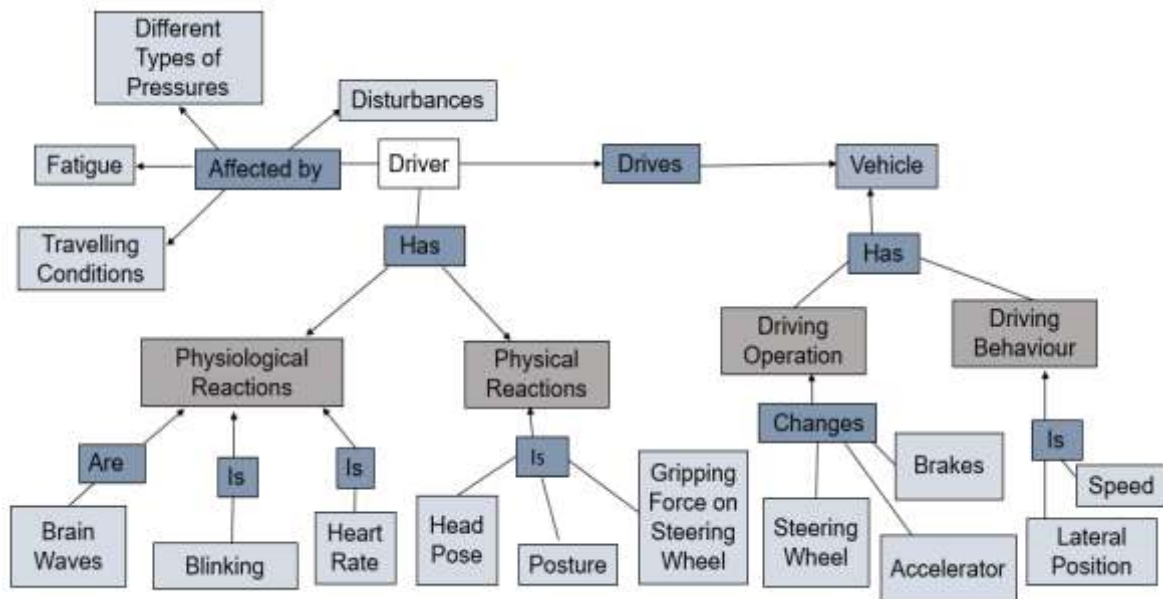 Different
Types of
Pressures
Disturbances
Fatigue
Affected by
Driver
Drives
Vehicle
Travelling
Conditions
Has
Has
Physiological
Reactions
Physical
Reactions
Driving
Operation
Driving
Behaviour
Are
Is
Is
Is
Changes
Is
Brain
Waves
Blinking
Heart
Rate
Head
Pose
Posture
Gripping
Force on
Steering
Wheel
Steering
Wheel
Brakes
Accelerator
Speed
Lateral
Position